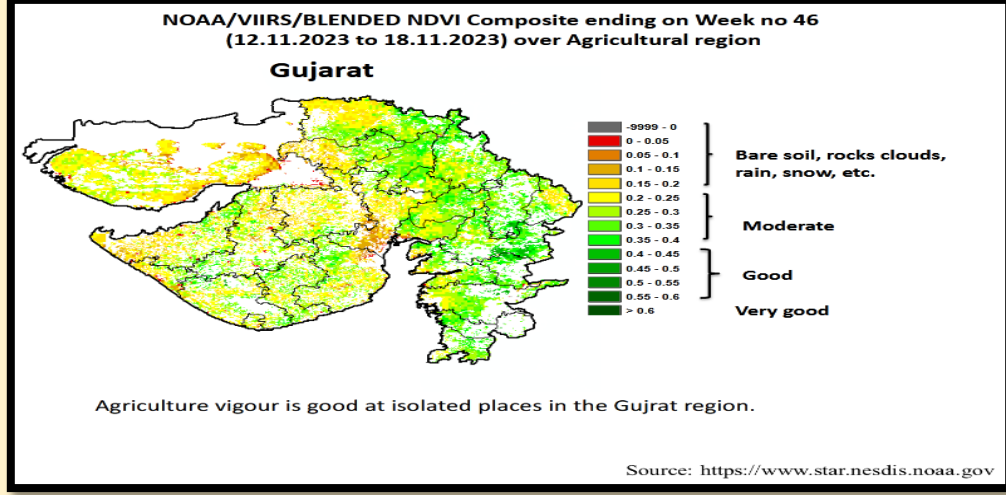 NOAA/VIIRS/BLENDED NDVI Composite ending on Week no 46
(12.11.2023 to 18.11.2023) over Agricultural region
Gujarat
-9999 - 0
0 - 0.05
0.05 - 0.1
0.1 - 0.15
0.15 - 0.2
0.2 - 0.25
0.25 - 0.3
0.3 - 0.35
0.35 - 0.4
0.4 - 0.45
0.45 - 0.5
0.5 - 0.55
0.55 - 0.6
> 0.6
Bare soil, rocks clouds,
rain, snow, etc.
Moderate
Good
Very good
Agriculture vigour is good at isolated places in the Gujrat region.
Source: https://www.star.nesdis.noaa.gov